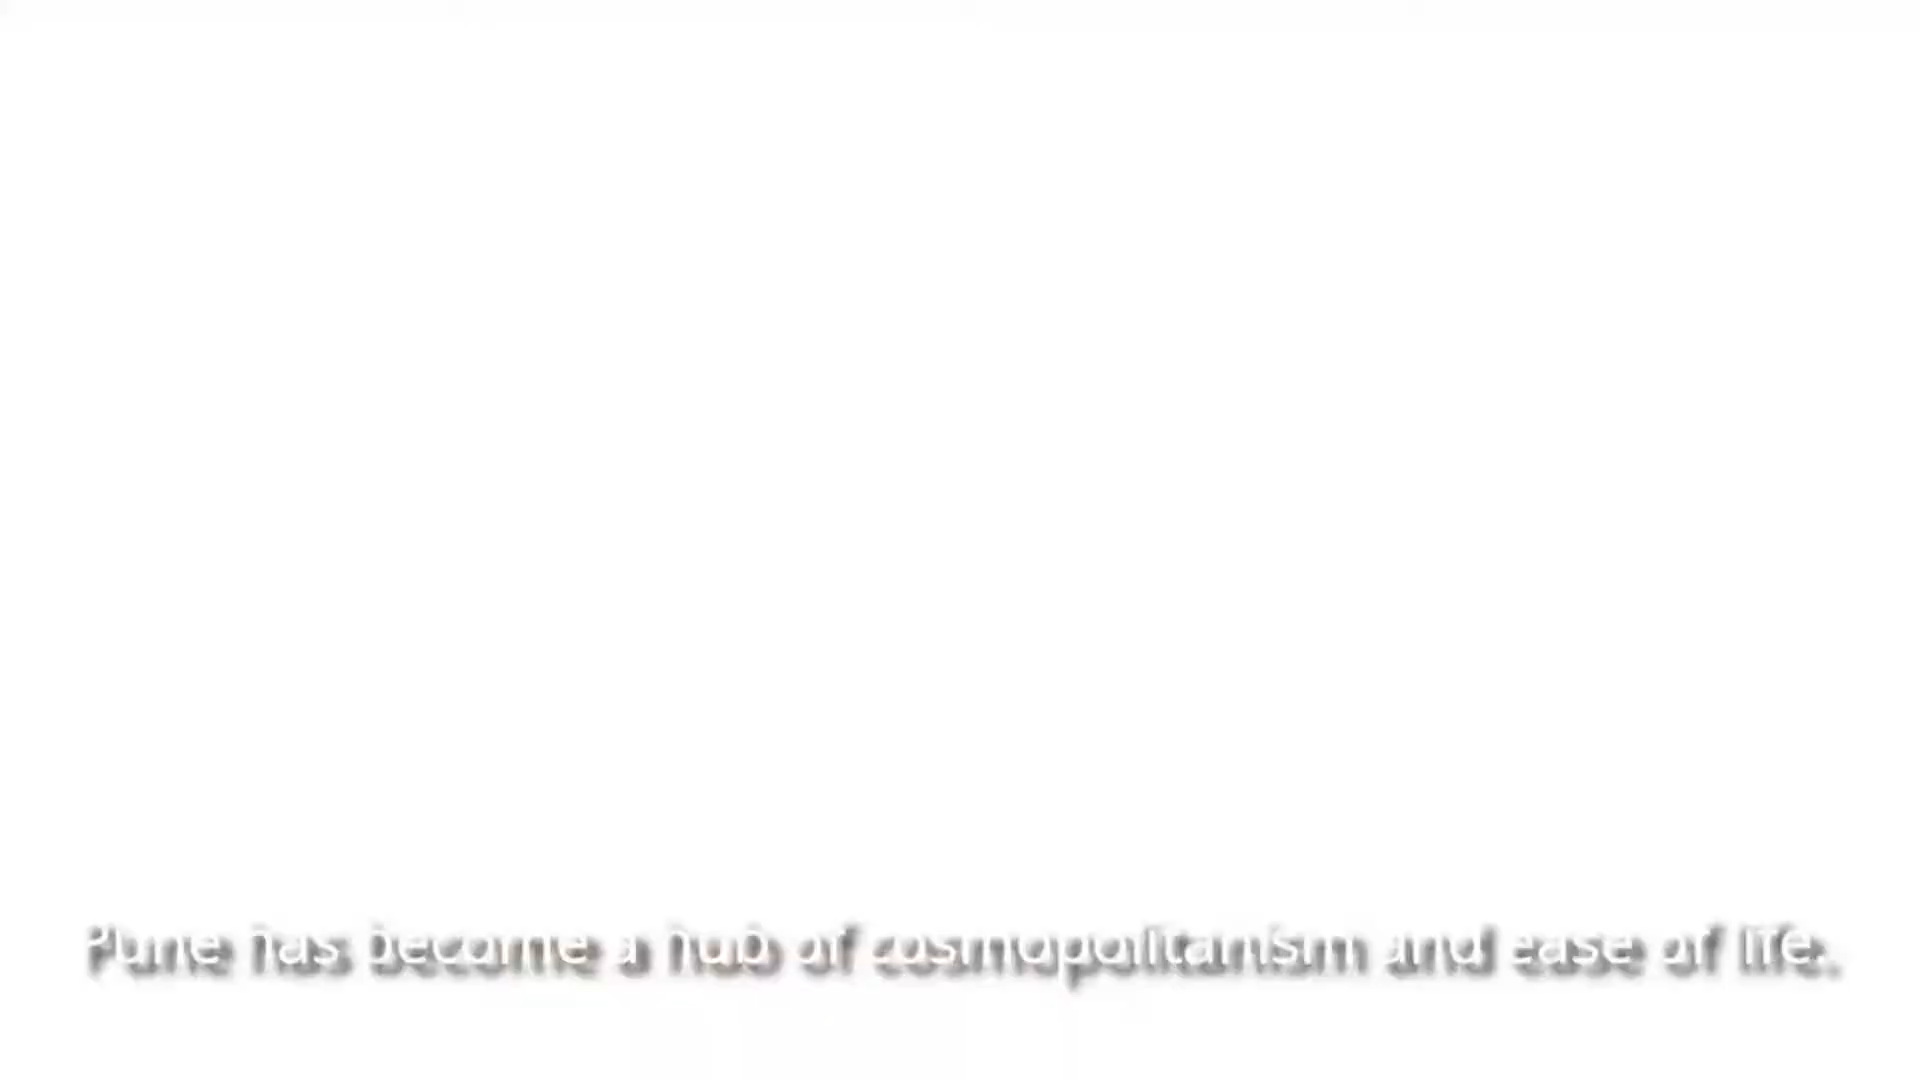 Pune has become a hub of cosmopolitanism and ease of life.